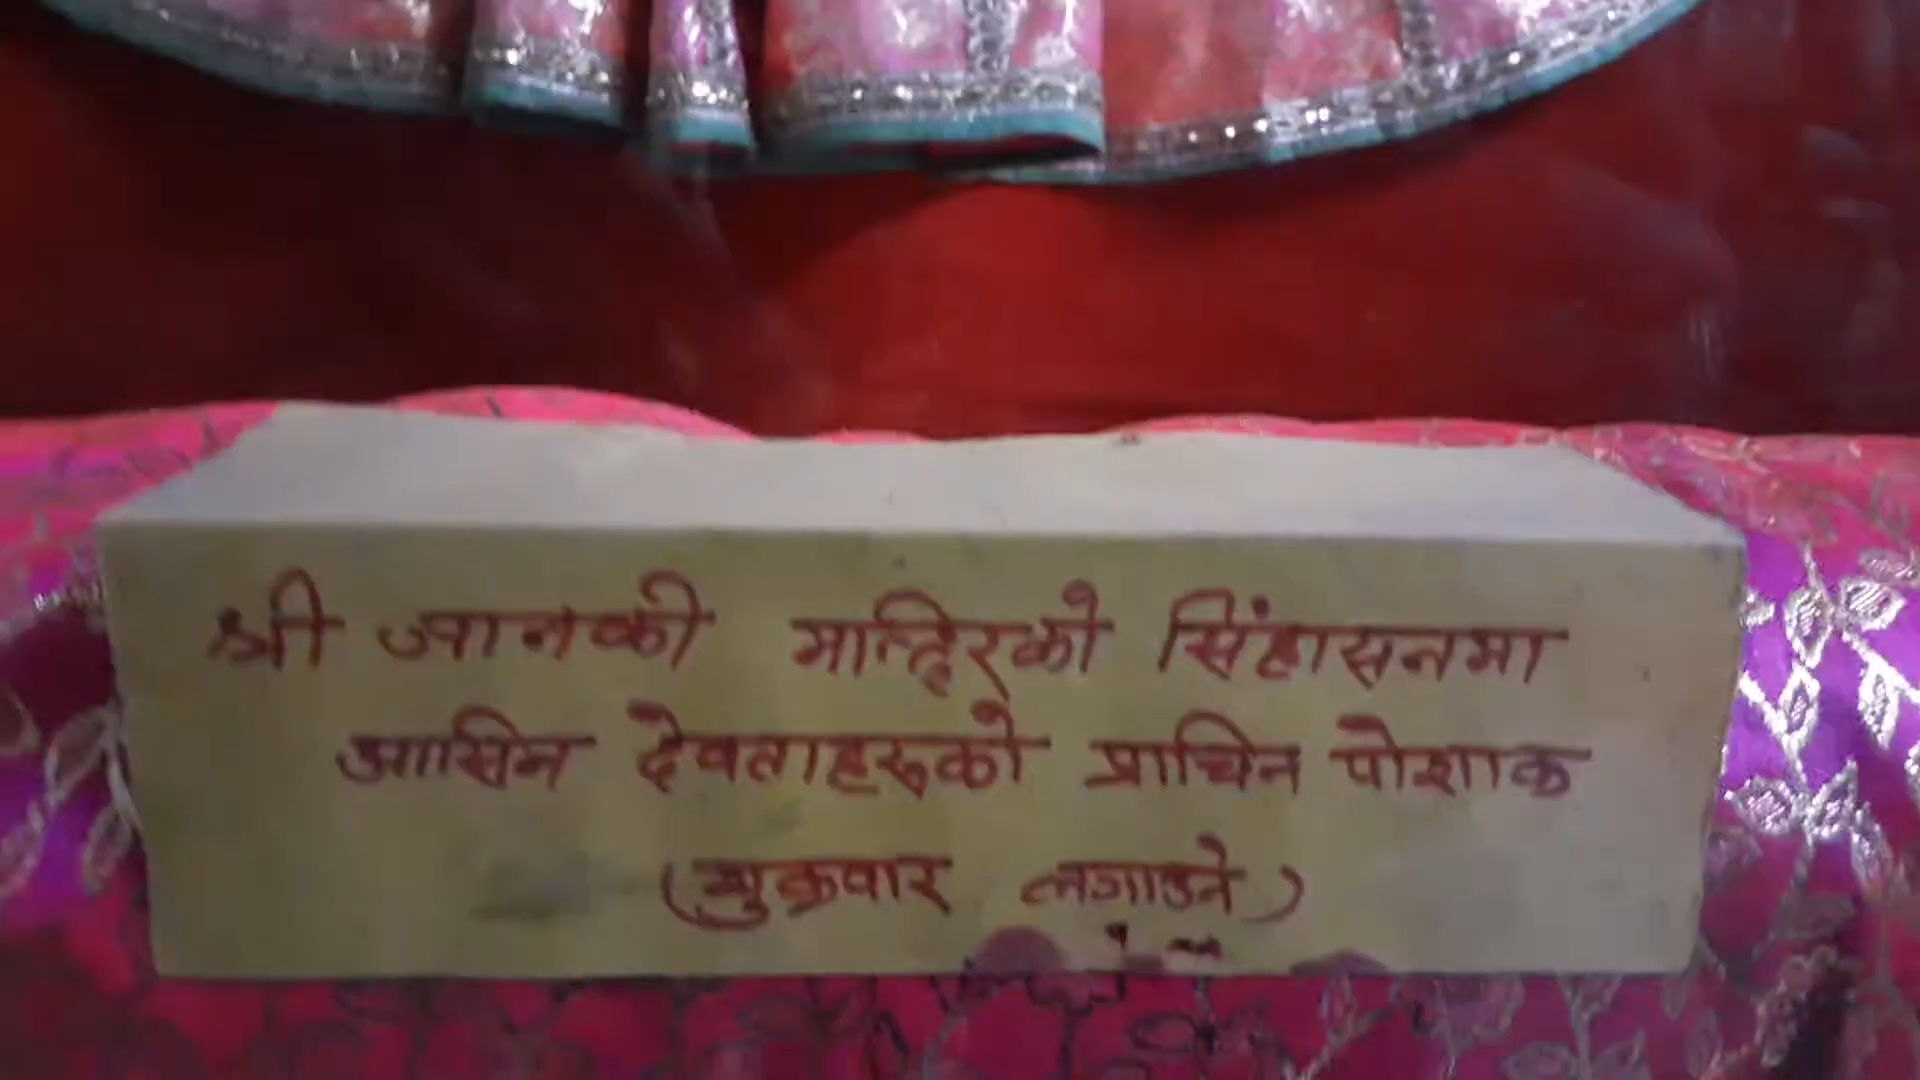 श्री जानकी मन्दिरको सिंहासनमा
आसिन देवताहरूको प्राचिन पोशाक
(शुक्रवार लगाउने)